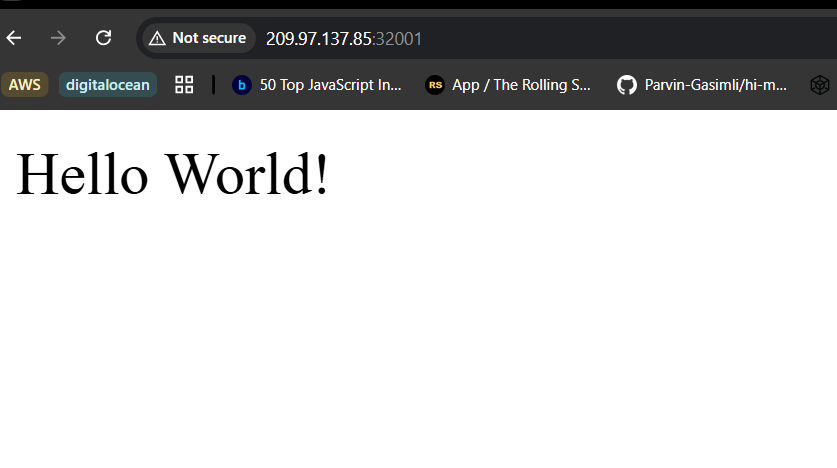 Not secure 209.97.137.85:32001
AWS digitalocean b 50 Top JavaScript In... RS App / The Rolling S... Parvin-Gasimli/hi-m...
Hello World!